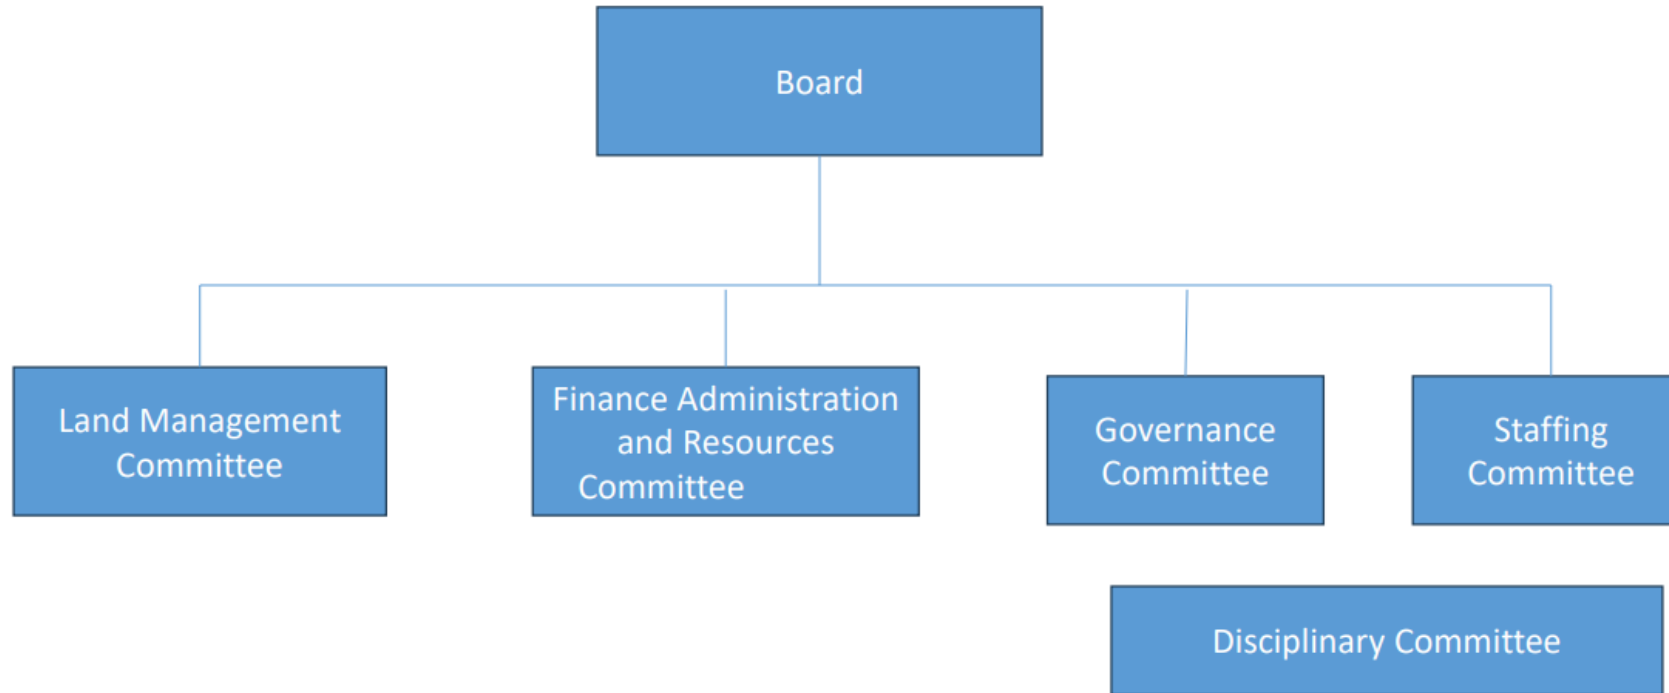 Board
Land Management
Committee
Finance Administration
and Resources
Committee
Governance
Committee
Staffing
Committee
Disciplinary Committee